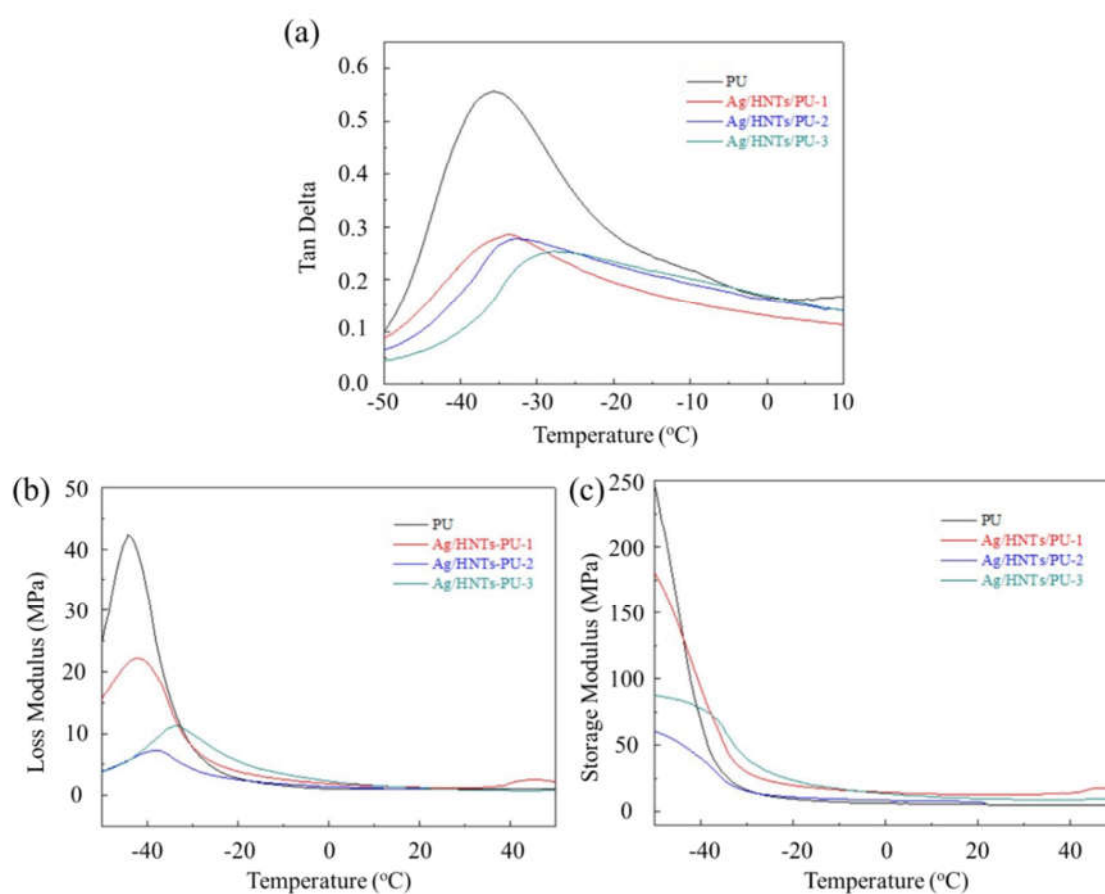 (a)
0.6
0.5
0.4
0.3
0.2
0.1
0.0
Tan Delta
PU
Ag/HNTs/PU-1
Ag/HNTs/PU-2
Ag/HNTs/PU-3
-50 -40 -30 -20 -10 0 10
Temperature (°C)
(b)
50
40
30
20
10
0
Loss Modulus (MPa)
PU
Ag/HNTs-PU-1
Ag/HNTs-PU-2
Ag/HNTs-PU-3
-40 -20 0 20 40
Temperature (°C)
(c)
250
200
150
100
50
0
Storage Modulus (MPa)
PU
Ag/HNTs/PU-1
Ag/HNTs/PU-2
Ag/HNTs/PU-3
-40 -20 0 20 40
Temperature (°C)